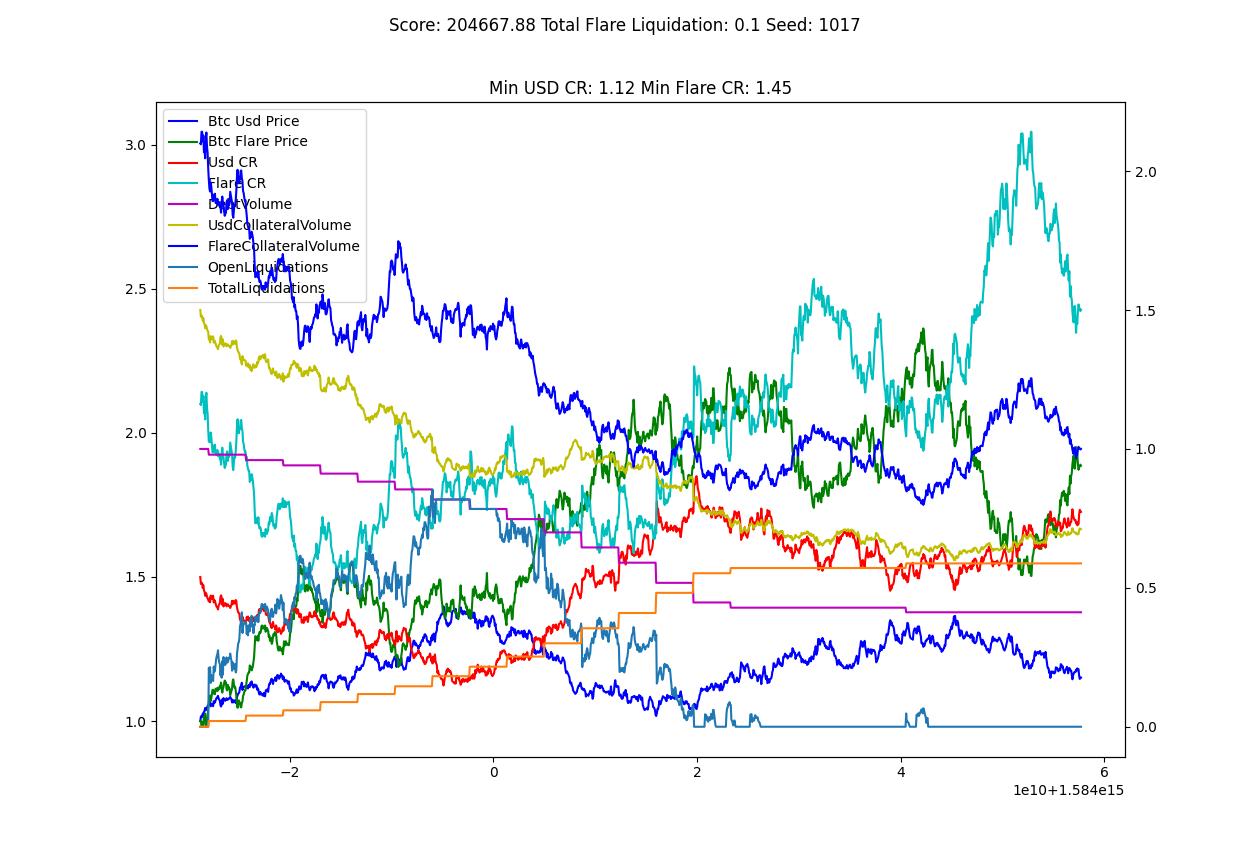 Score: 204667.88 Total Flare Liquidation: 0.1 Seed: 1017
Min USD CR: 1.12 Min Flare CR: 1.45
Btc Usd Price
Btc Flare Price
Usd CR
Flare CR
DebtVolume
UsdCollateralVolume
FlareCollateralVolume
OpenLiquidations
TotalLiquidations
3.0
2.5
2.0
1.5
1.0
2.0
1.5
1.0
0.5
0.0
−2
0
2
4
6
1e10+1.584e15